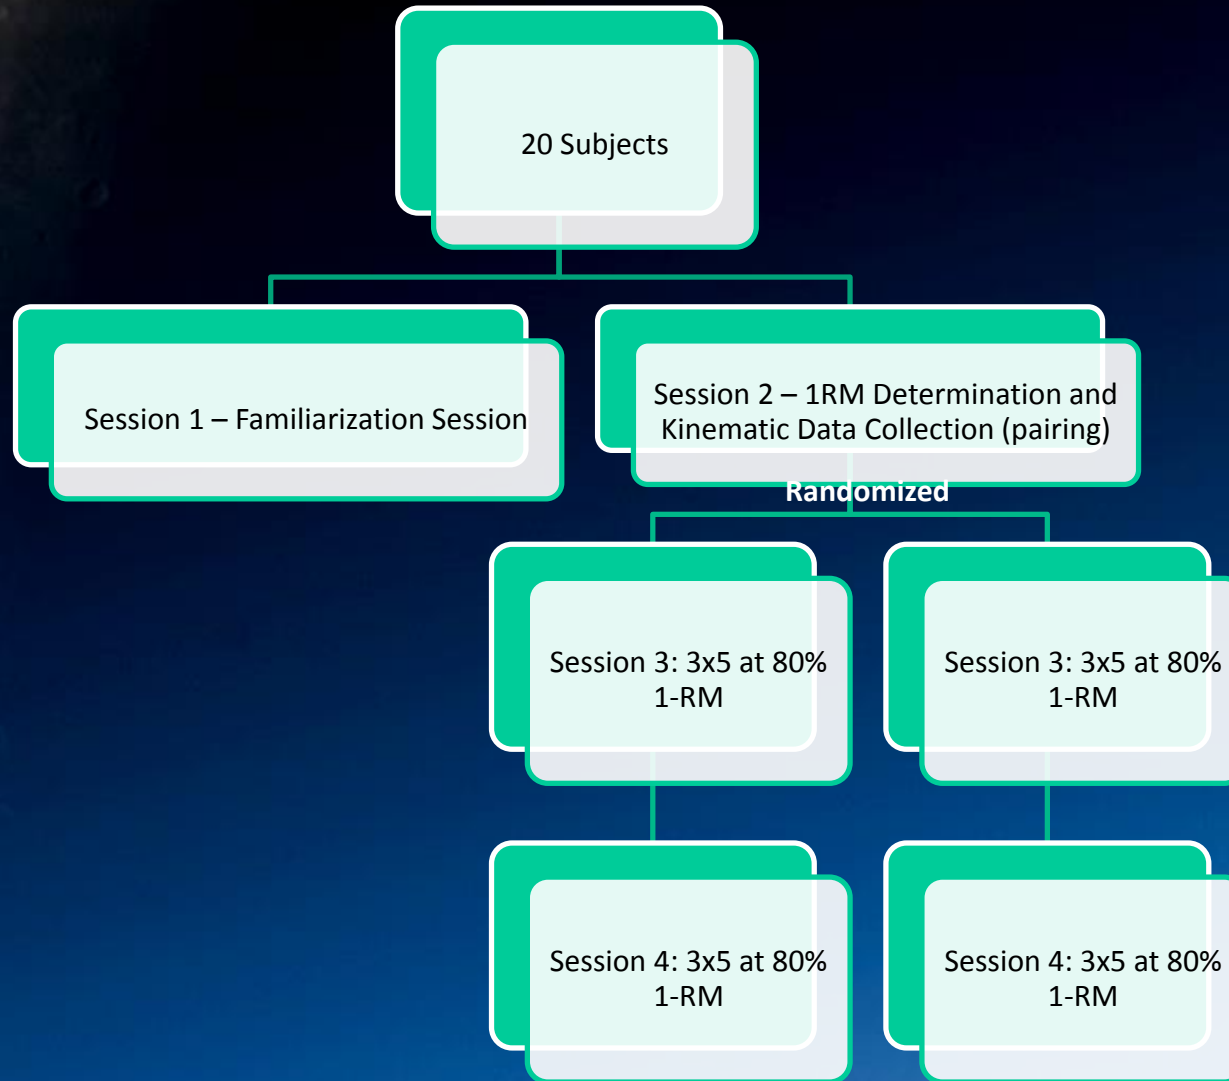 20 Subjects
Session 1 – Familiarization Session
Session 2 – 1RM Determination and
Kinematic Data Collection (pairing)
Randomized
Session 3: 3x5 at 80%
1-RM
Session 3: 3x5 at 80%
1-RM
Session 4: 3x5 at 80%
1-RM
Session 4: 3x5 at 80%
1-RM